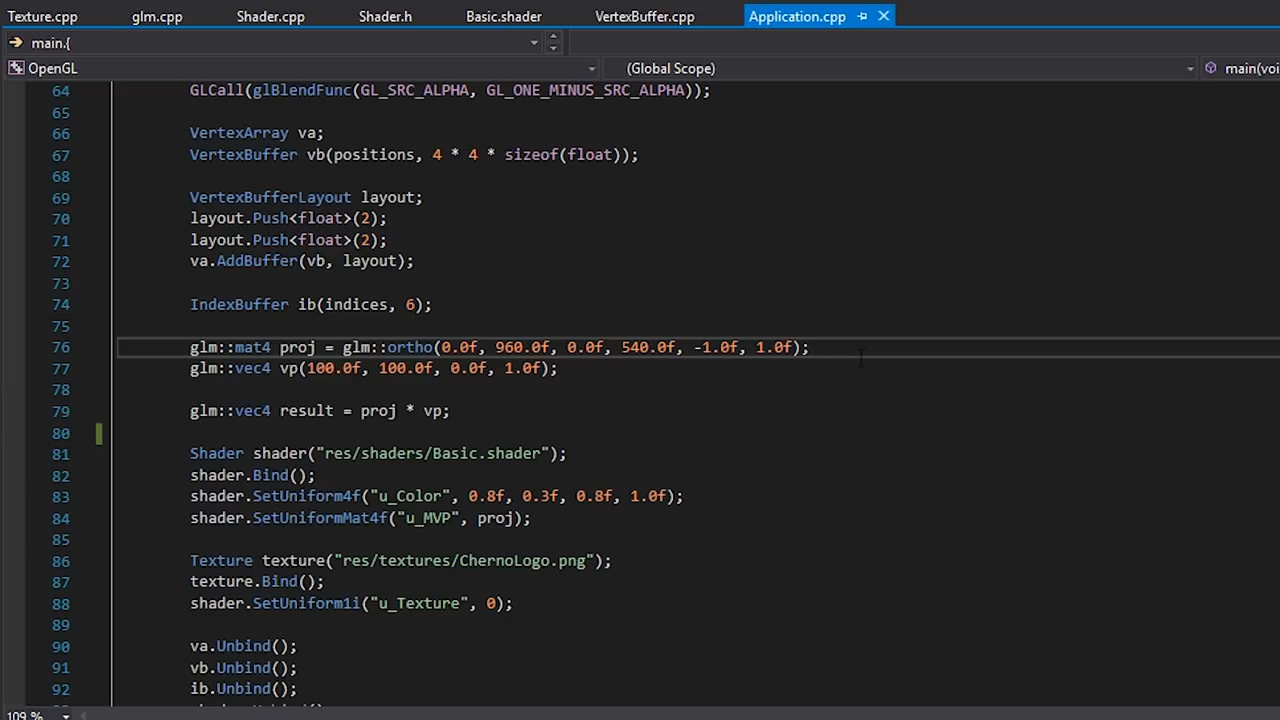 Texture.cpp glm.cpp Shader.cpp Shader.h Basic.shader VertexBuffer.cpp Application.cpp
main.{
OpenGL (Global Scope) main(voi
64 GLCall(glBlendFunc(GL_SRC_ALPHA, GL_ONE_MINUS_SRC_ALPHA));
65
66 VertexArray va;
67 VertexBuffer vb(positions, 4 * 4 * sizeof(float));
68
69 VertexBufferLayout layout;
70 layout.Push<float>(2);
71 layout.Push<float>(2);
72 va.AddBuffer(vb, layout);
73
74 IndexBuffer ib(indices, 6);
75
76 glm::mat4 proj = glm::ortho(0.0f, 960.0f, 0.0f, 540.0f, -1.0f, 1.0f);
77 glm::vec4 vp(100.0f, 100.0f, 0.0f, 1.0f);
78
79 glm::vec4 result = proj * vp;
80
81 Shader shader("res/shaders/Basic.shader");
82 shader.Bind();
83 shader.SetUniform4f("u_Color", 0.8f, 0.3f, 0.8f, 1.0f);
84 shader.SetUniformMat4f("u_MVP", proj);
85
86 Texture texture("res/textures/ChernoLogo.png");
87 texture.Bind();
88 shader.SetUniform1i("u_Texture", 0);
89
90 va.Unbind();
91 vb.Unbind();
92 ib.Unbind();
109 %